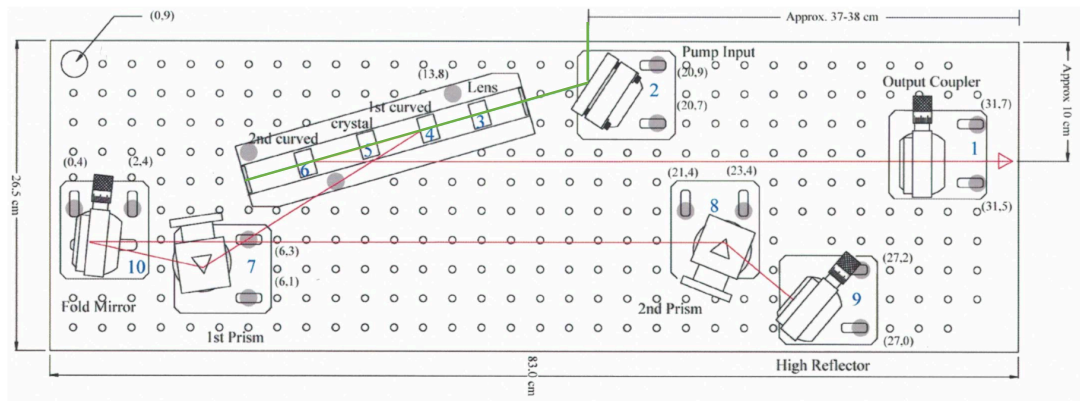 (0,9)
Approx. 37-38 cm
Pump Input
(20,9)
2
(20,7)
(13,8)
Lens
3
1st curved
4
crystal
5
2nd curved
6
Output Coupler
(31,7)
1
(31,5)
Approx 10 cm
26.5 cm
(0,4)
(2,4)
10
Fold Mirror
7
(6,3)
(6,1)
1st Prism
(21,4)
(23,4)
8
2nd Prism
(27,2)
9
(27,0)
High Reflector
83.0 cm